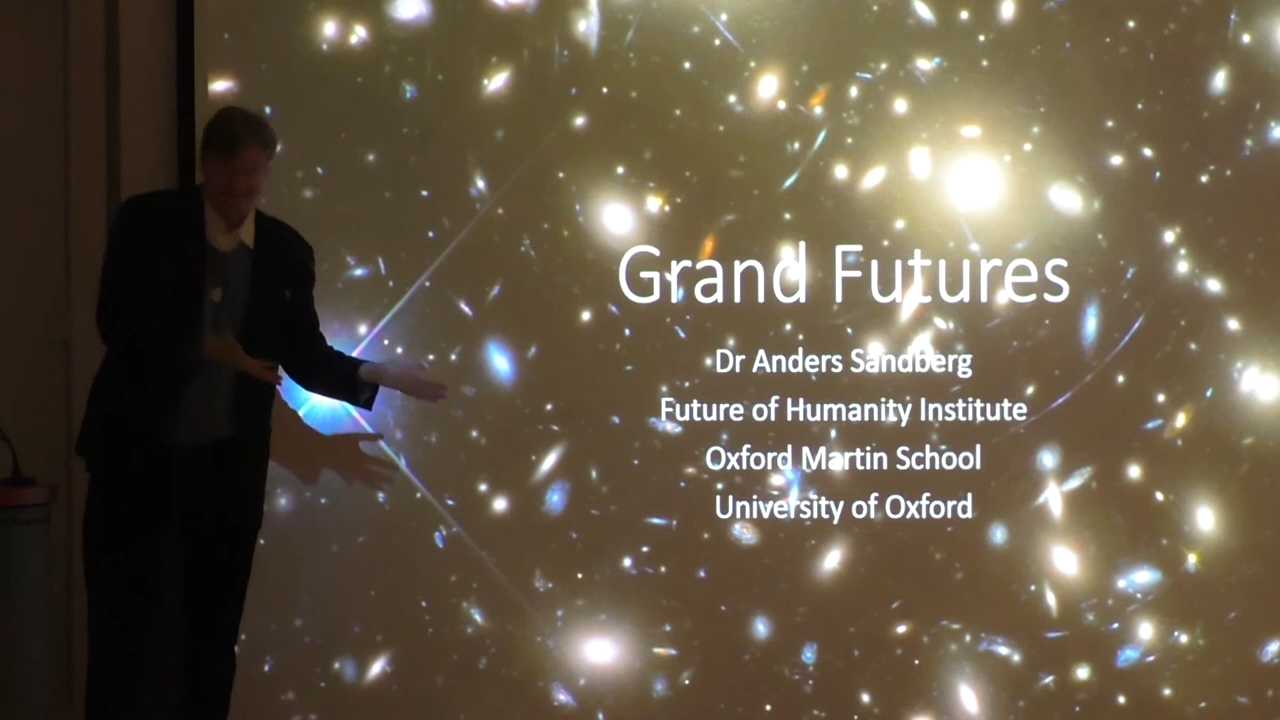 Grand Futures
Dr Anders Sandberg
Future of Humanity Institute
Oxford Martin School
University of Oxford